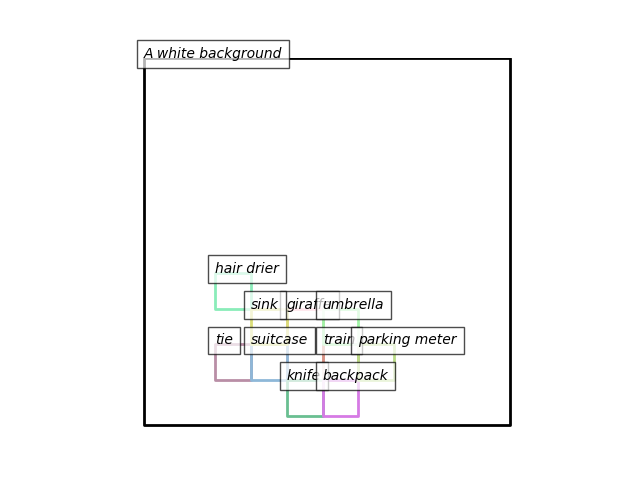 A white background
hair drier
sink
giraffe
umbrella
tie
suitcase
train
parking meter
knife
backpack